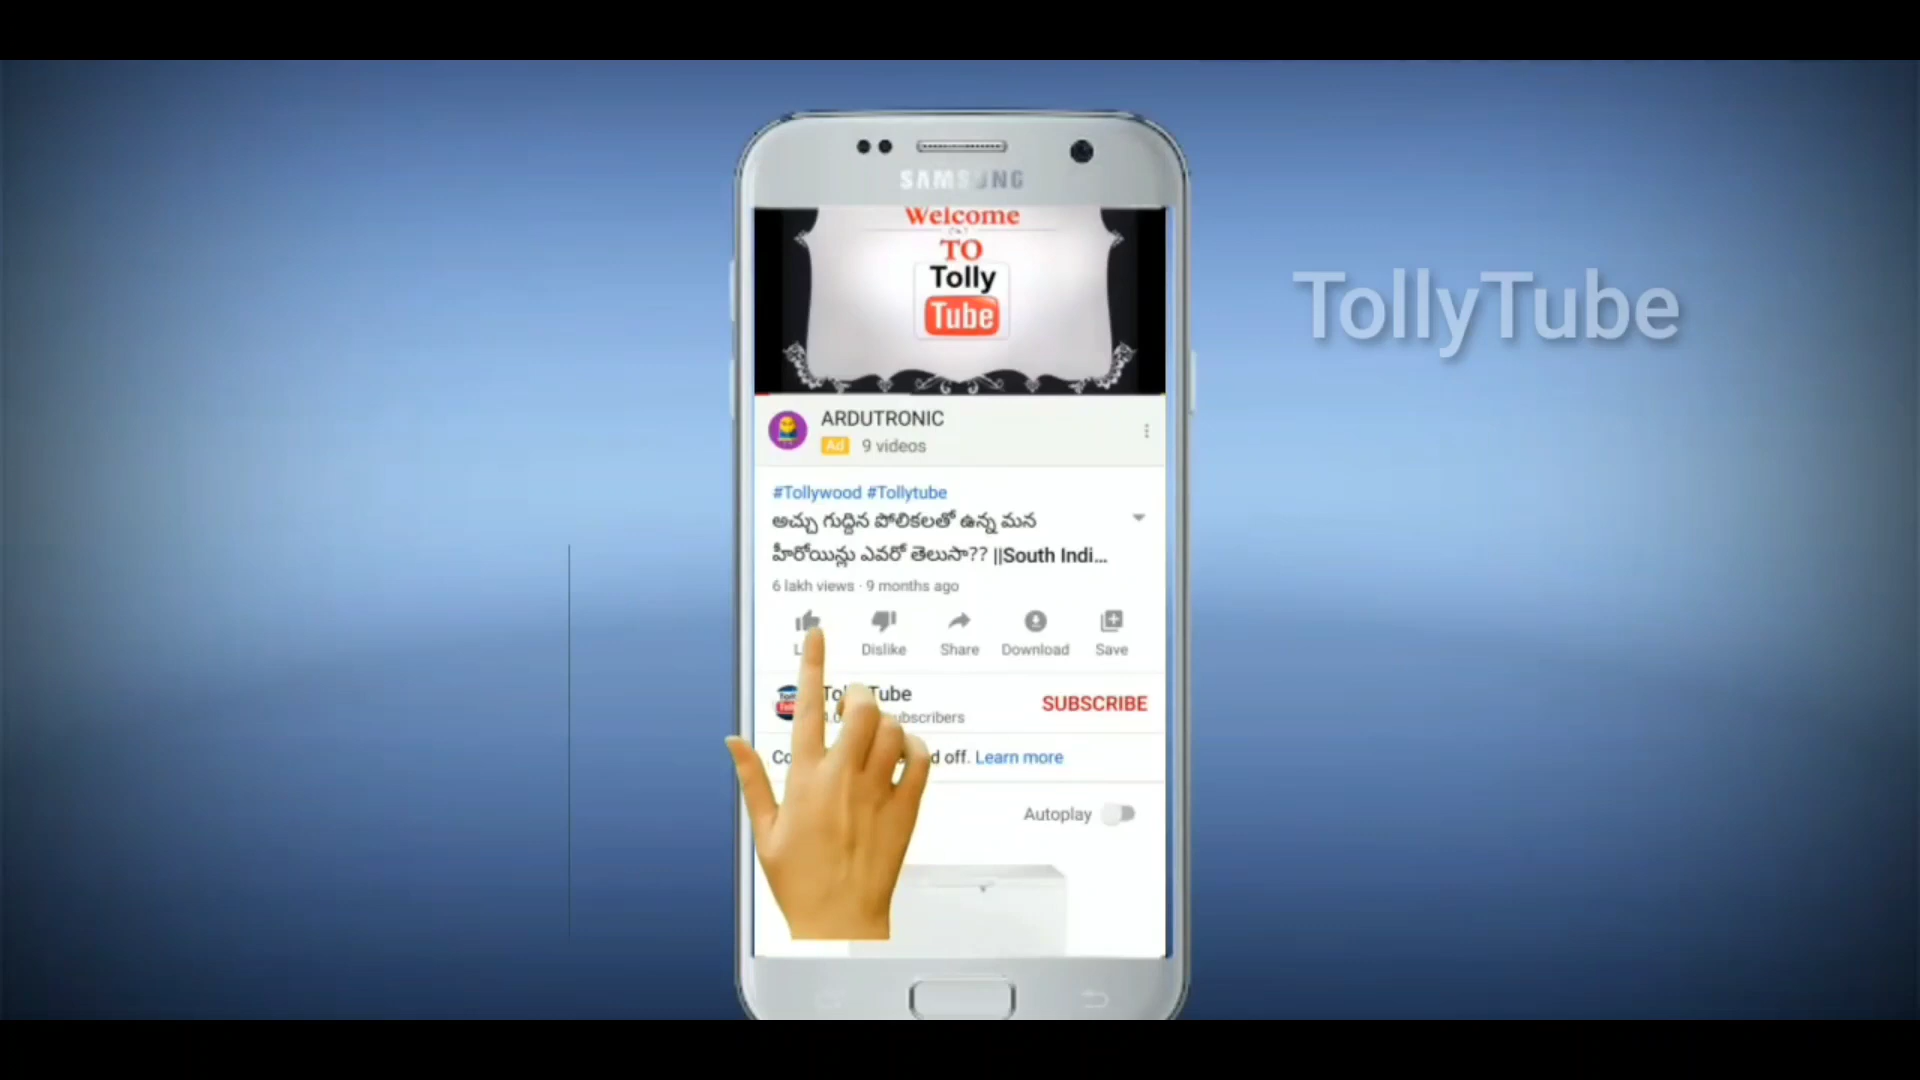 SAMSUNG
Welcome
TO
Tolly
Tube
TollyTube
ARDUTRONIC
Ad 9 videos
#Tollywood #Tollytube
అచ్చు గుద్దిన పోలికలతో ఉన్న మన
హీరోయిన్లు ఎవరో తెలుసా?? ||South Indi...
6 lakh views · 9 months ago
Dislike Share Download Save
Tube
SUBSCRIBE
off. Learn more
Autoplay